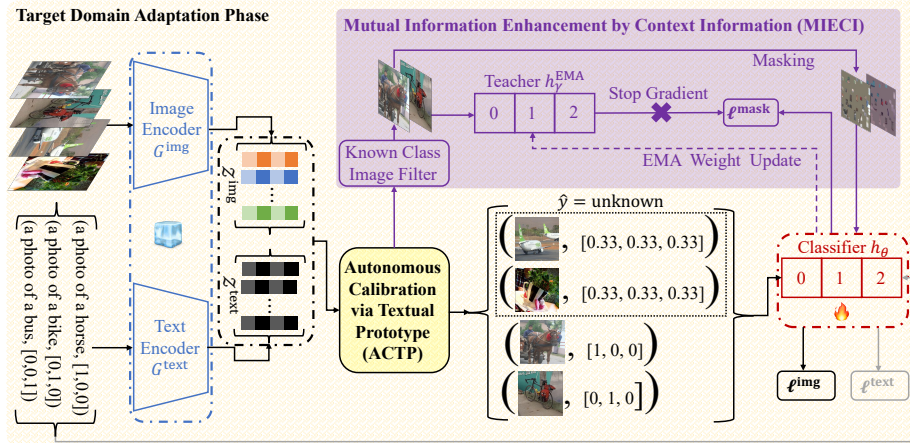 Target Domain Adaptation Phase
Mutual Information Enhancement by Context Information (MIECI)
Image
Encoder
G^img
Z^img
Z^text
Text
Encoder
G^text
(a photo of a horse, [1,0,0])
(a photo of a bike, [0,1,0])
(a photo of a bus, [0,0,1])
Known Class
Image Filter
Teacher h_γ^EMA
0 1 2
Stop Gradient
ℓ^mask
Masking
EMA Weight Update
Autonomous
Calibration
via Textual
Prototype
(ACTP)
ŷ = unknown
( , [0.33, 0.33, 0.33])
( , [0.33, 0.33, 0.33])
( , [1, 0, 0])
( , [0, 1, 0])
Classifier h_θ
0 1 2
ℓ^img
ℓ^text